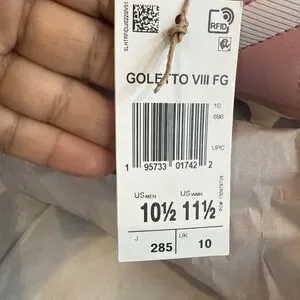 RFID
GOLETTO VIII FG
10
696
UPC
1 95733 01742 2
US MEN US WMN
10½ 11½
J 285 UK 10